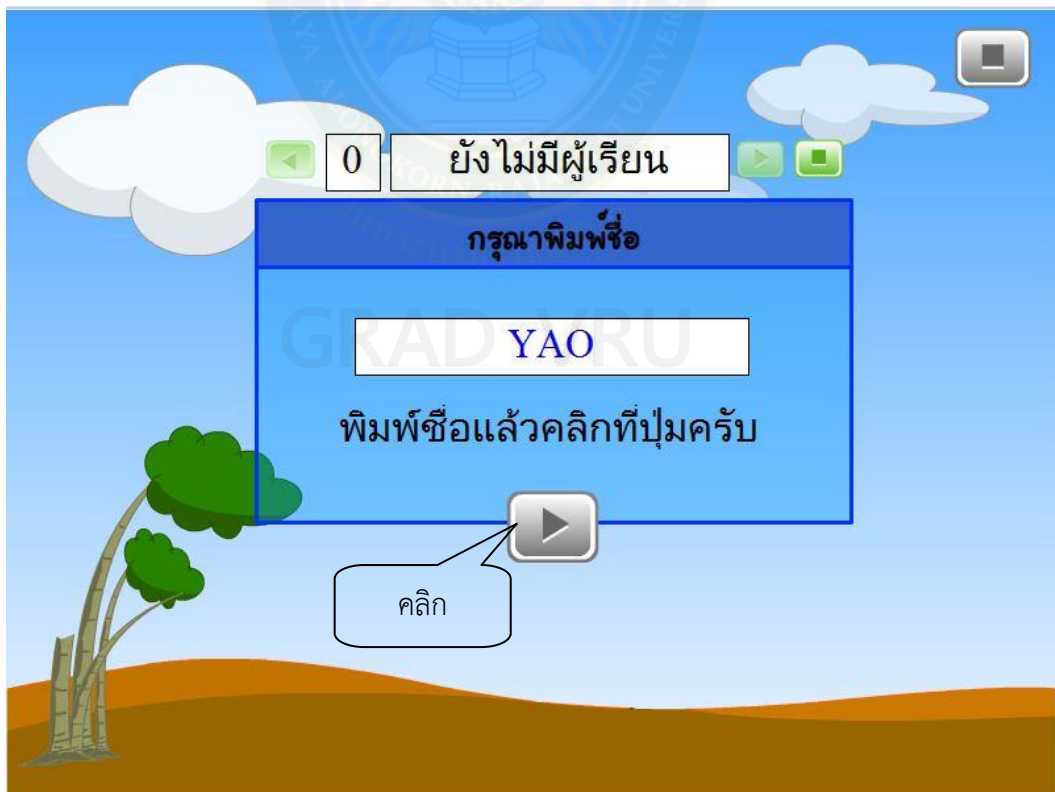 0 ยังไม่มีผู้เรียน
กรุณาพิมพ์ชื่อ
GRAD VRU
YAO
พิมพ์ชื่อแล้วคลิกที่ปุ่มครับ
คลิก